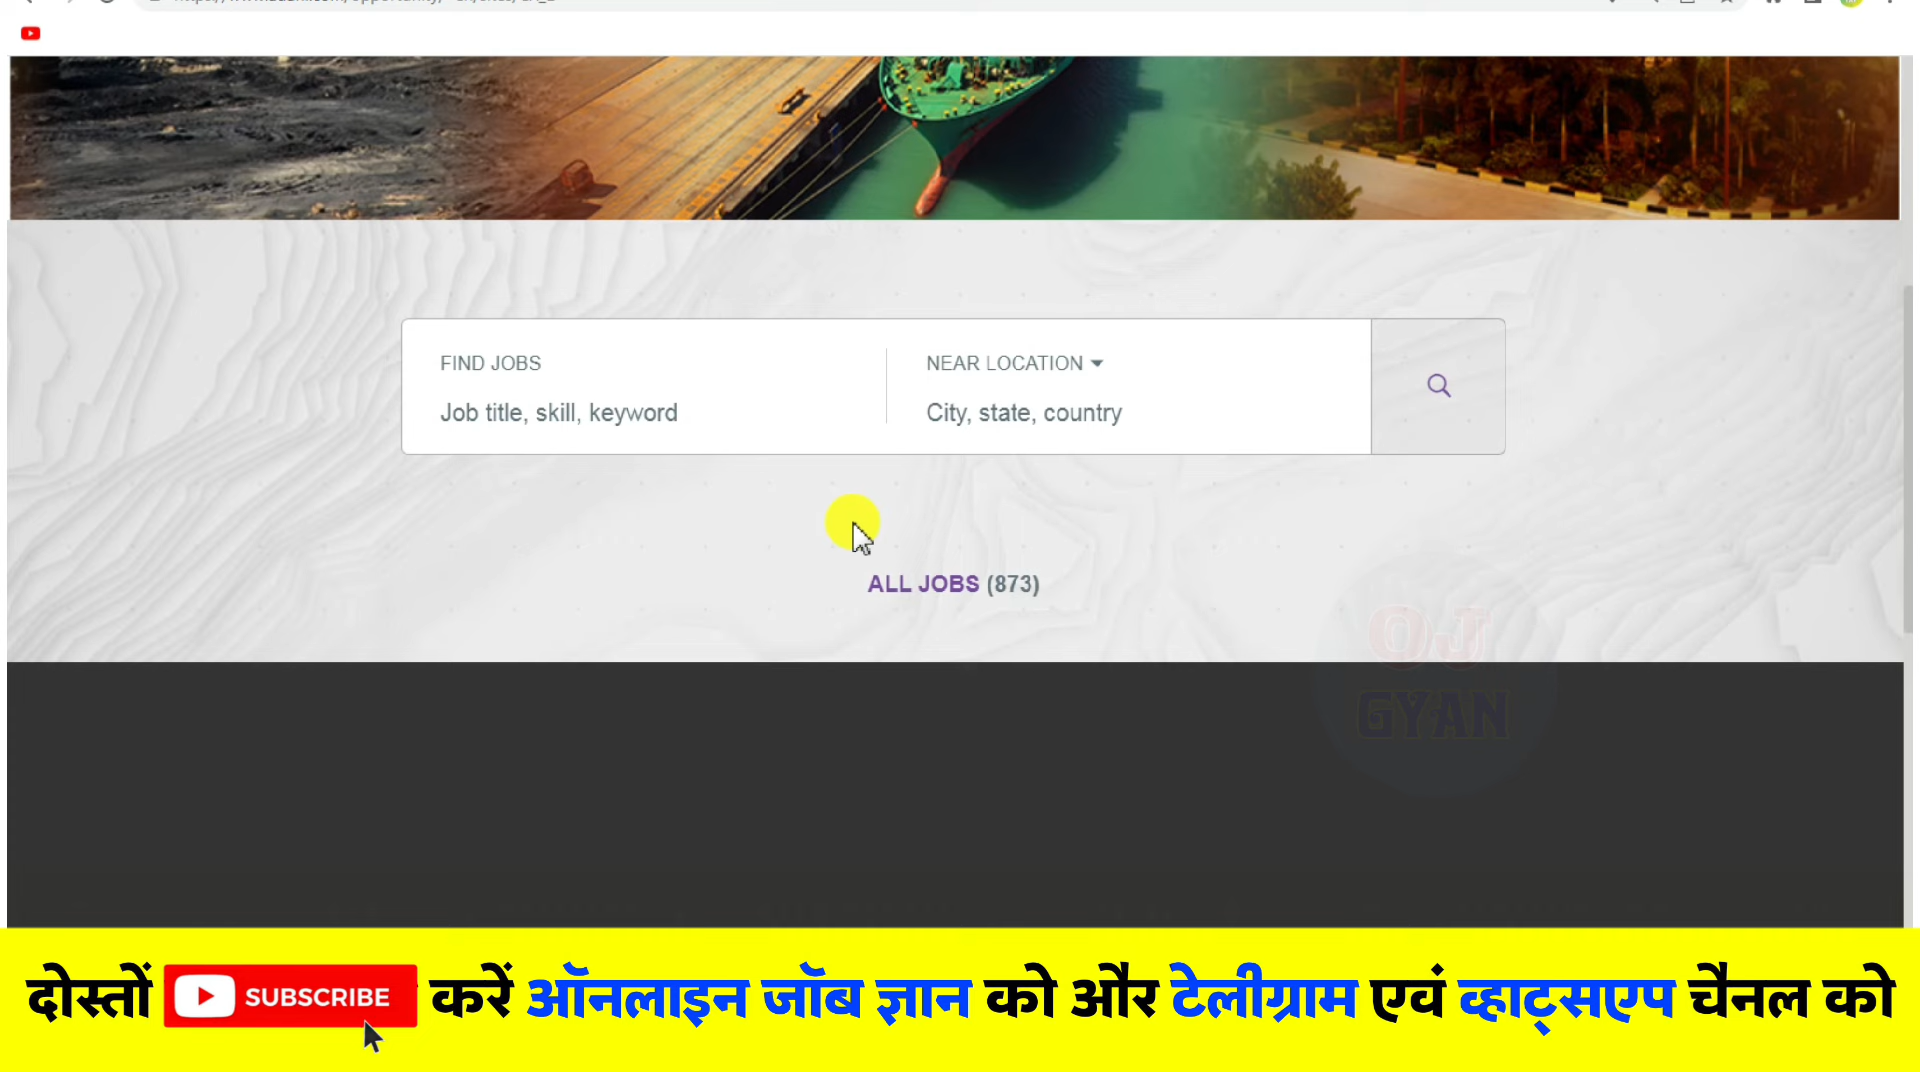 FIND JOBS
Job title, skill, keyword
NEAR LOCATION
City, state, country
ALL JOBS (873)
OJ
GYAN
दोस्तों SUBSCRIBE करें ऑनलाइन जॉब ज्ञान को और टेलीग्राम एवं व्हाट्सएप चैनल को